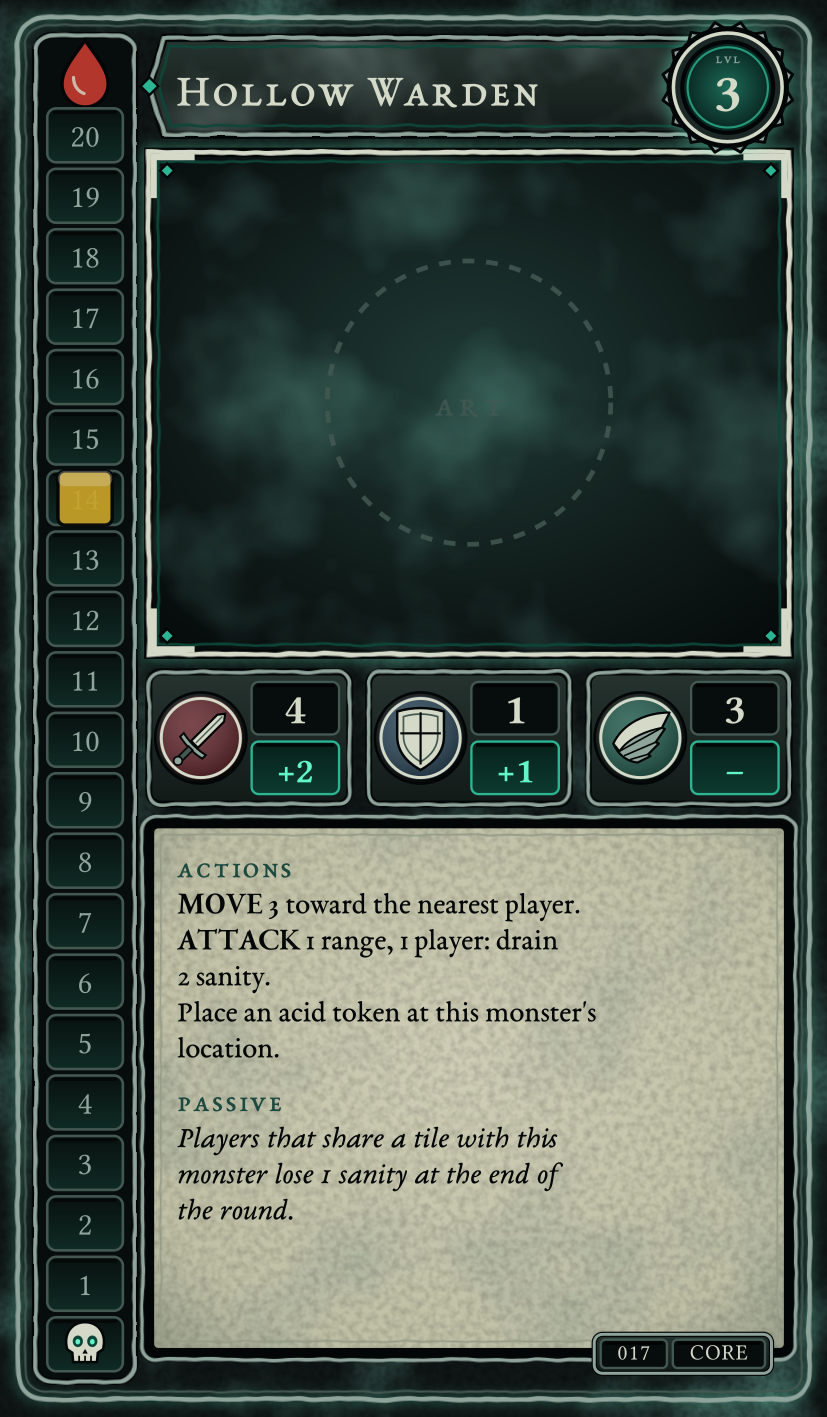 HOLLOW WARDEN
LVL
3
20
19
18
17
16
15
14
13
12
11
10
9
8
7
6
5
4
3
2
1
ART
4
+2
1
+1
3
–
ACTIONS
MOVE 3 toward the nearest player.
ATTACK 1 range, 1 player: drain
2 sanity.
Place an acid token at this monster's
location.
PASSIVE
Players that share a tile with this
monster lose 1 sanity at the end of
the round.
017
CORE